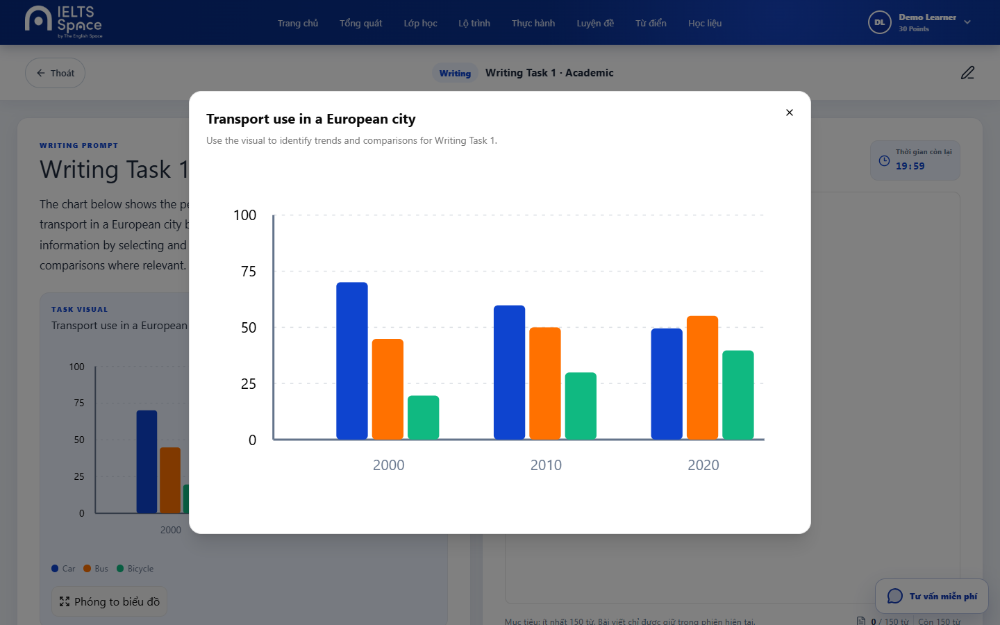 IELTS
Space
by The English Space
Trang chủ
Tổng quát
Lớp học
Lộ trình
Thực hành
Luyện đề
Từ điển
Học liệu
DL
Demo Learner
30 Points
Thoát
Writing
Writing Task 1 · Academic
WRITING PROMPT
Writing Task 1
The chart below shows the
transport in a European city
information by selecting and
comparisons where relevant.
Thời gian còn lại
19:59
Transport use in a European city
Use the visual to identify trends and comparisons for Writing Task 1.
100
75
50
25
0
2000
2010
2020
TASK VISUAL
Transport use in a European
100
75
50
25
0
2000
Car
Bus
Bicycle
Phóng to biểu đồ
Tư vấn miễn phí
Mục tiêu: ít nhất 150 từ. Bài viết chỉ được giữ trong phiên hiện tại.
0 / 150 từ
Còn 150 từ